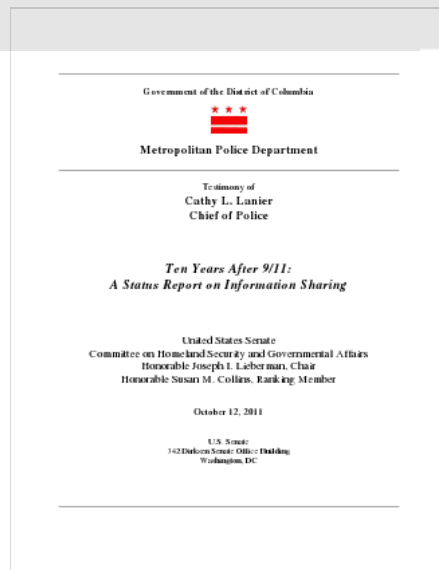 Government of the District of Columbia
Metropolitan Police Department
Testimony of
Cathy L. Lanier
Chief of Police
Ten Years After 9/11:
A Status Report on Information Sharing
United States Senate
Committee on Homeland Security and Governmental Affairs
Honorable Joseph I. Lieberman, Chair
Honorable Susan M. Collins, Ranking Member
October 12, 2011
U.S. Senate
342 Dirksen Senate Office Building
Washington, DC